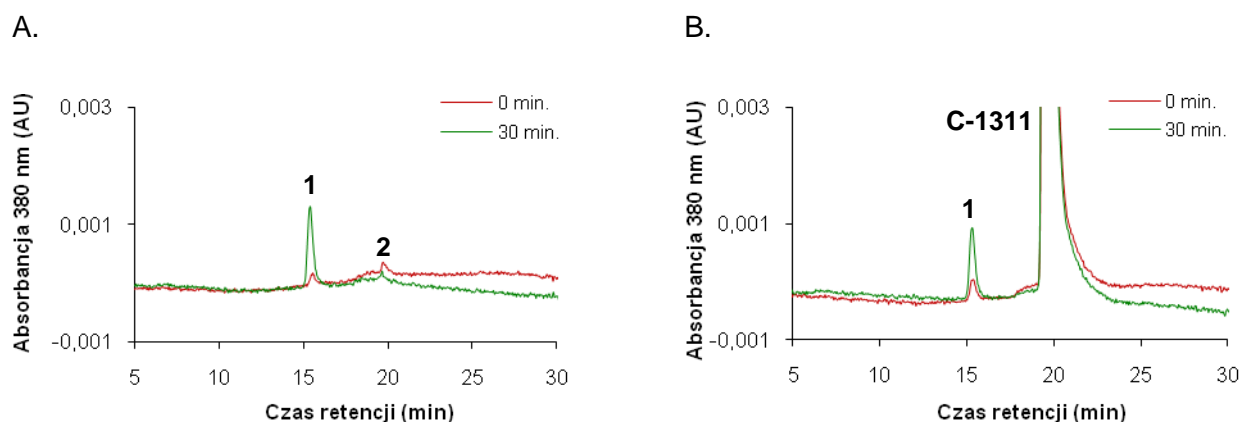 A.
Absorbancja 380 nm (AU)
0,003
0,001
-0,001
0 min.
30 min.
1
2
5 10 15 20 25 30
Czas retencji (min)
B.
Absorbancja 380 nm (AU)
0,003
0,001
-0,001
C-1311
0 min.
30 min.
1
5 10 15 20 25 30
Czas retencji (min)